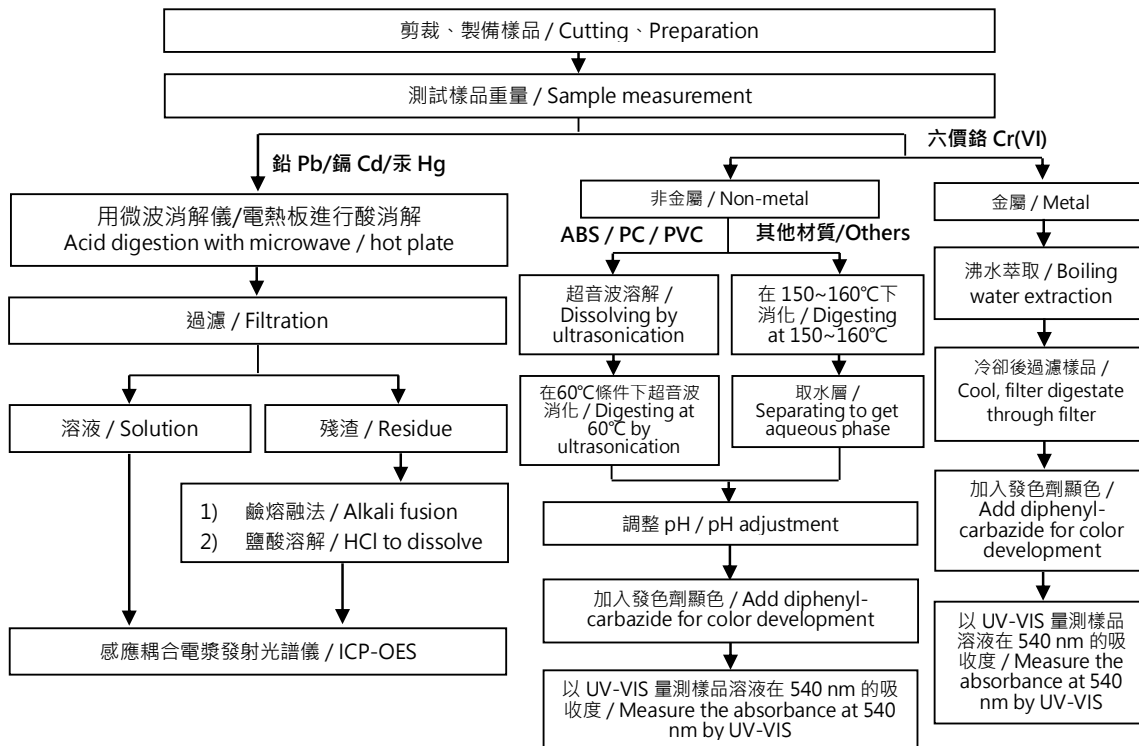 剪裁、製備樣品 / Cutting、Preparation
測試樣品重量 / Sample measurement
鉛 Pb/鎘 Cd/汞 Hg
六價鉻 Cr(VI)
用微波消解儀/電熱板進行酸消解
Acid digestion with microwave / hot plate
過濾 / Filtration
溶液 / Solution
殘渣 / Residue
1) 鹼熔融法 / Alkali fusion
2) 鹽酸溶解 / HCl to dissolve
感應耦合電漿發射光譜儀 / ICP-OES
非金屬 / Non-metal
ABS / PC / PVC
其他材質/Others
超音波溶解 /
Dissolving by
ultrasonication
在 150~160℃下
消化 / Digesting
at 150~160℃
在60℃條件下超音波
消化 / Digesting at
60℃ by
ultrasonication
取水層 /
Separating to get
aqueous phase
調整 pH / pH adjustment
加入發色劑顯色 / Add diphenyl-
carbazide for color development
以 UV-VIS 量測樣品溶液在 540 nm 的吸
收度 / Measure the absorbance at 540
nm by UV-VIS
金屬 / Metal
沸水萃取 / Boiling
water extraction
冷卻後過濾樣品 /
Cool, filter digestate
through filter
加入發色劑顯色 /
Add diphenyl-
carbazide for color
development
以 UV-VIS 量測樣品
溶液在 540 nm 的吸
收度 / Measure the
absorbance at 540
nm by UV-VIS